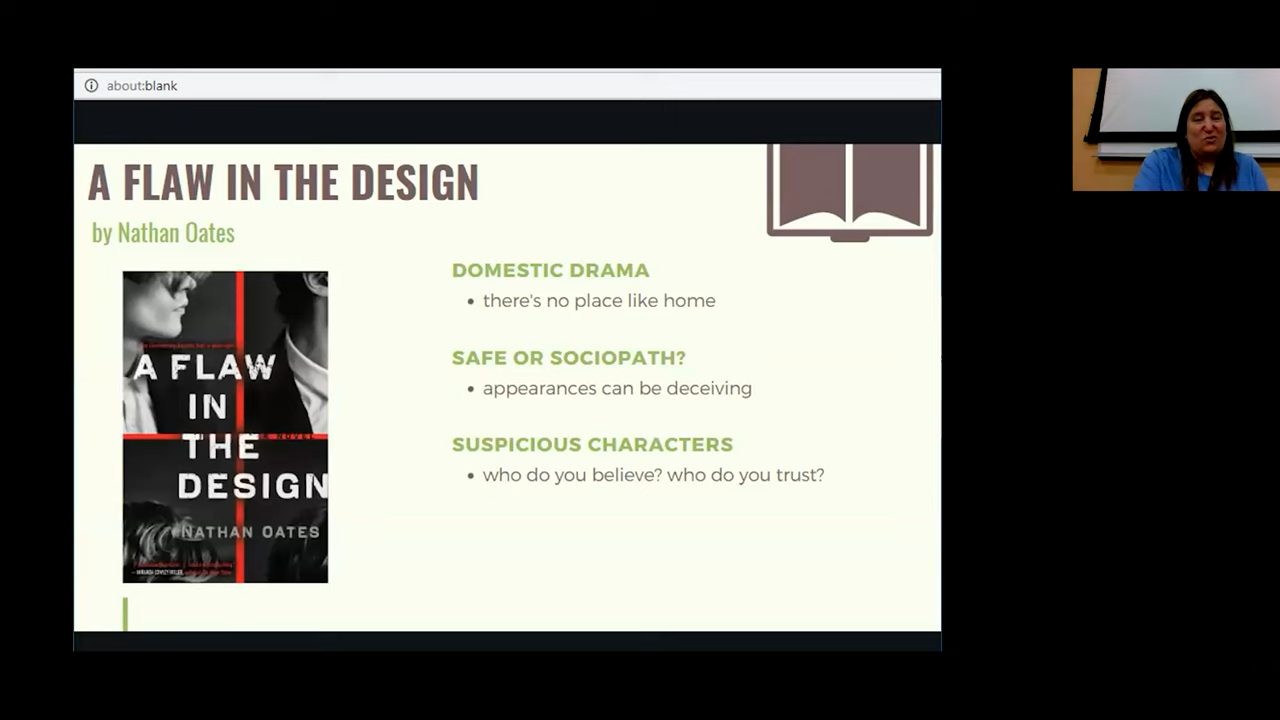 about:blank
A FLAW IN THE DESIGN
by Nathan Oates
DOMESTIC DRAMA
• there's no place like home
SAFE OR SOCIOPATH?
• appearances can be deceiving
SUSPICIOUS CHARACTERS
• who do you believe? who do you trust?
A FLAW
IN
THE
A NOVEL
DESIGN
NATHAN OATES